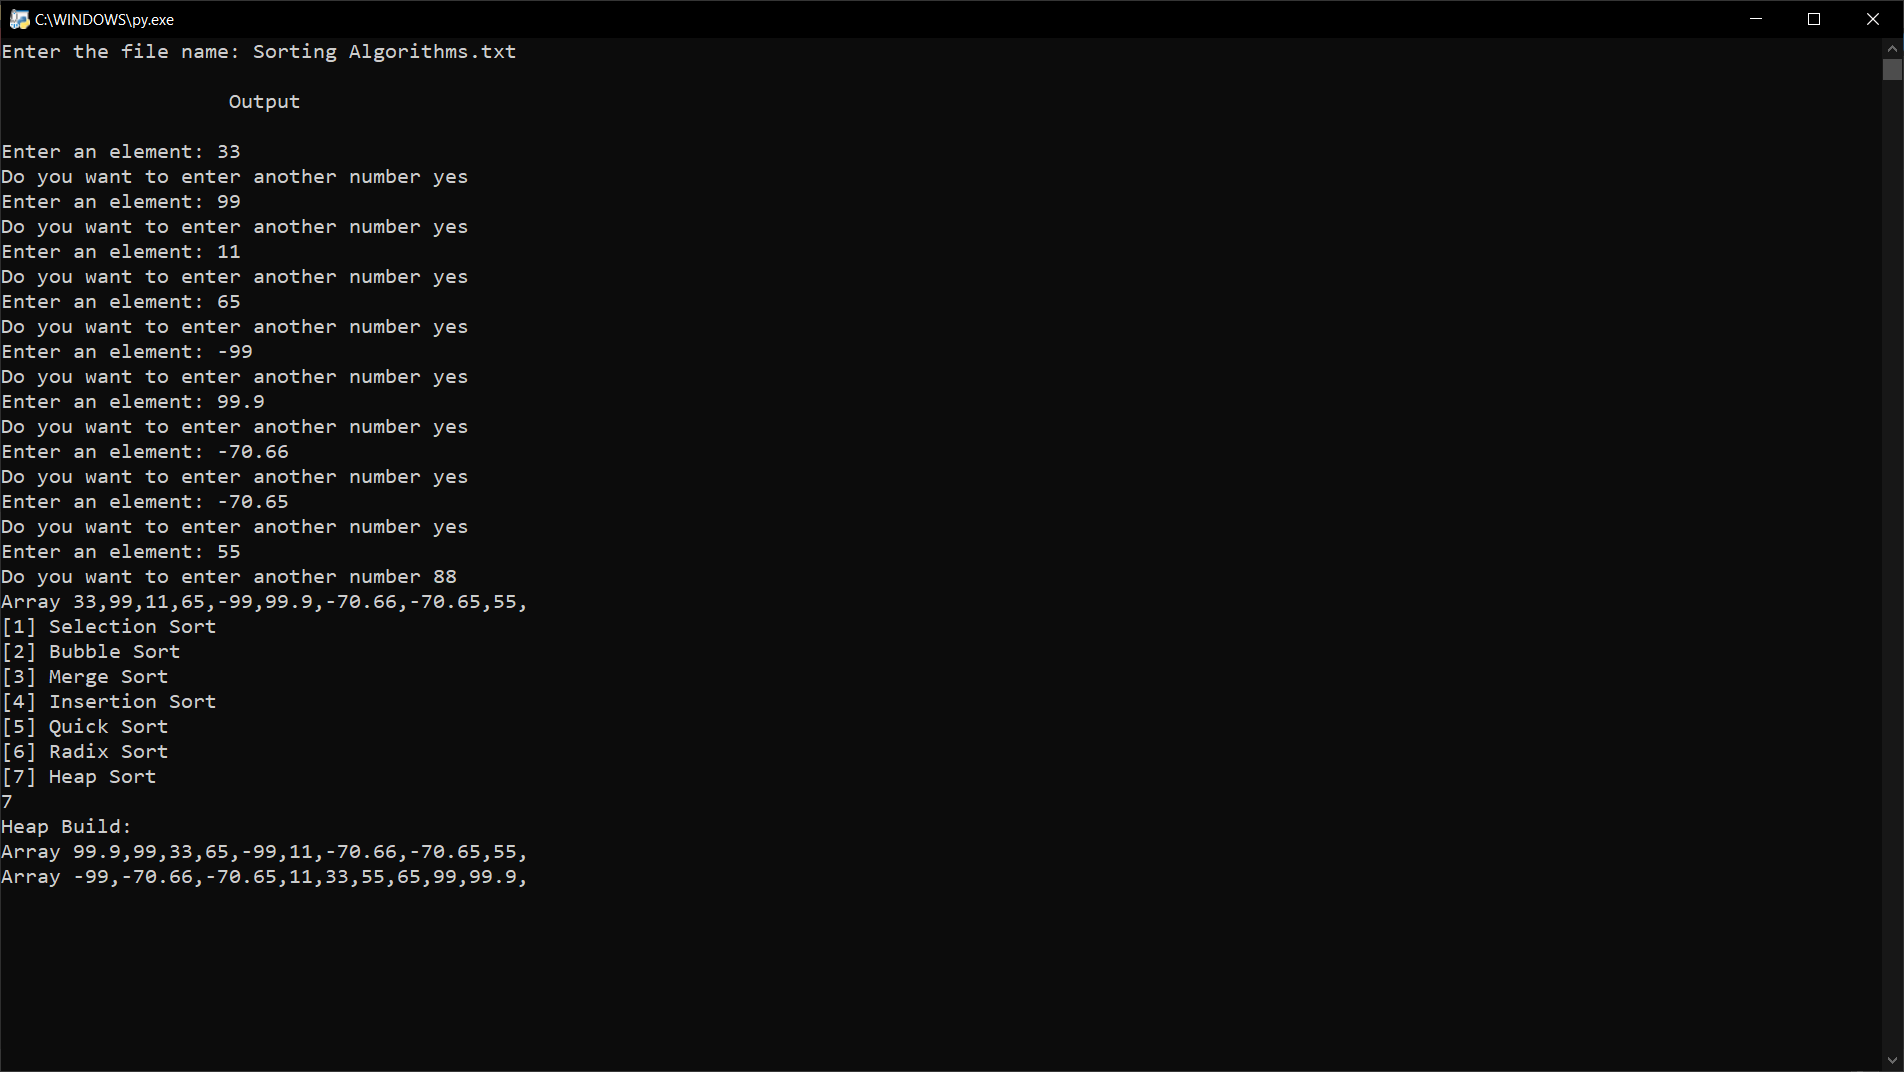 C:\WINDOWS\py.exe
Enter the file name: Sorting Algorithms.txt
Output
Enter an element: 33
Do you want to enter another number yes
Enter an element: 99
Do you want to enter another number yes
Enter an element: 11
Do you want to enter another number yes
Enter an element: 65
Do you want to enter another number yes
Enter an element: -99
Do you want to enter another number yes
Enter an element: 99.9
Do you want to enter another number yes
Enter an element: -70.66
Do you want to enter another number yes
Enter an element: -70.65
Do you want to enter another number yes
Enter an element: 55
Do you want to enter another number 88
Array 33,99,11,65,-99,99.9,-70.66,-70.65,55,
[1] Selection Sort
[2] Bubble Sort
[3] Merge Sort
[4] Insertion Sort
[5] Quick Sort
[6] Radix Sort
[7] Heap Sort
7
Heap Build:
Array 99.9,99,33,65,-99,11,-70.66,-70.65,55,
Array -99,-70.66,-70.65,11,33,55,65,99,99.9,